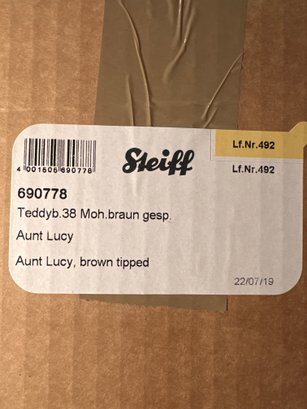 Lf.Nr.492
4 001505 690778
Steiff
Lf.Nr.492
690778
Teddyb.38 Moh.braun gesp.
Aunt Lucy
Aunt Lucy, brown tipped
22/07/19